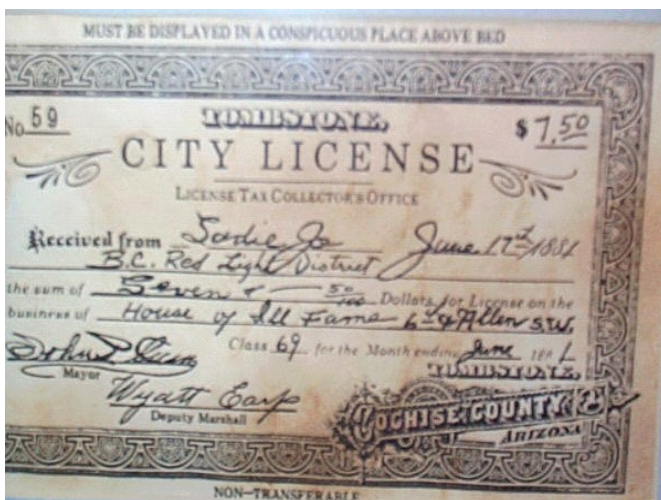 MUST BE DISPLAYED IN A CONSPICUOUS PLACE ABOVE BED
No 59 TOMBSTONE, $7.50
CITY LICENSE
LICENSE TAX COLLECTOR'S OFFICE
Received from Sadie Jo June 17th 1881
B.C. Red Light District
the sum of Seven & 50/100 Dollars, for License on the
business of House of Ill Fame 6th & Allen S.W.
Class 69 for the Month ending June 1881
Mayor TOMBSTONE,
Wyatt Earp
Deputy Marshall COCHISE COUNTY
ARIZONA
NON-TRANSFERABLE